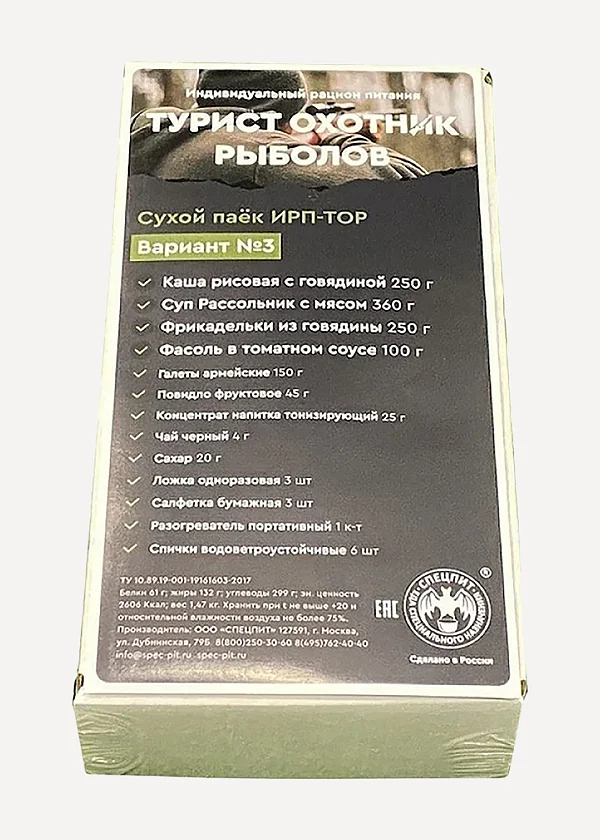 Индивидуальный рацион питания
ТУРИСТ ОХОТНИК
РЫБОЛОВ
Сухой паёк ИРП-ТОР
Вариант №3
Каша рисовая с говядиной 250 г
Суп Рассольник с мясом 360 г
Фрикадельки из говядины 250 г
Фасоль в томатном соусе 100 г
Галеты армейские 150 г
Повидло фруктовое 45 г
Концентрат напитка тонизирующий 25 г
Чай черный 4 г
Сахар 20 г
Ложка одноразовая 3 шт
Салфетка бумажная 3 шт
Разогреватель портативный 1 к-т
Спички водоветроустойчивые 6 шт
ТУ 10.89.19-001-19161603-2017
Белки 61 г; жиры 132 г; углеводы 299 г; эн. ценность
2606 Ккал; вес 1,47 кг. Хранить при t не выше +20 и
относительной влажности воздуха не более 75%.
Производитель: ООО «СПЕЦПИТ» 127591, г. Москва,
ул. Дубнинская, 79Б. 8(800)250-30-60 8(495)762-40-40
info@spec-pit.ru spec-pit.ru
EAC
СПЕЦПИТ
ЕДА СПЕЦИАЛЬНОГО НАЗНАЧЕНИЯ
®
Сделано в России